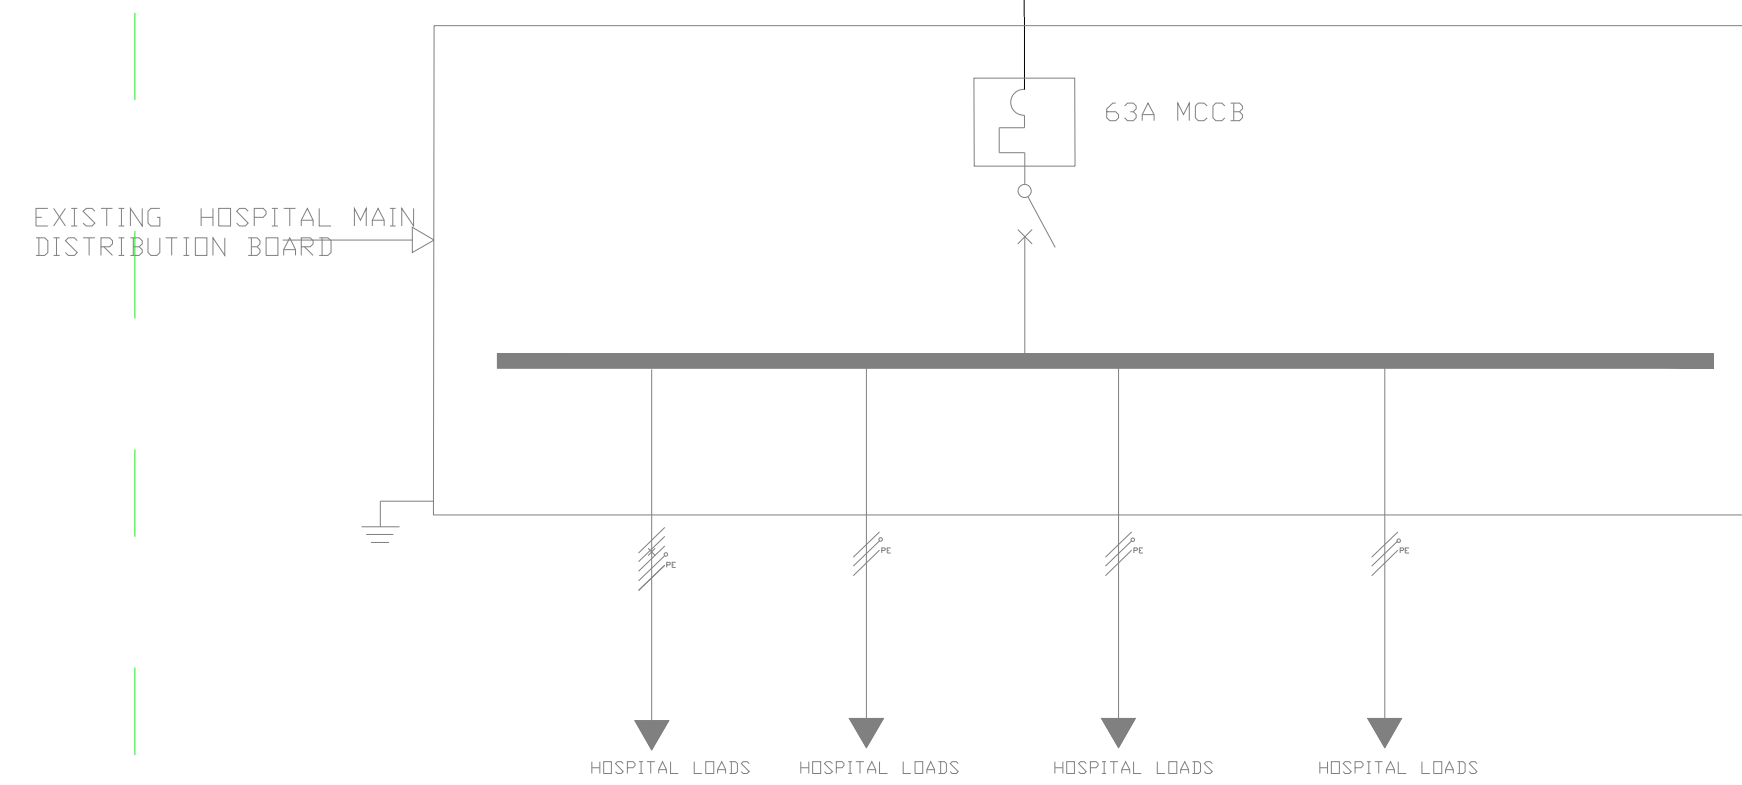 63A MCCB
EXISTING HOSPITAL MAIN
DISTRIBUTION BOARD
PE
PE
PE
PE
HOSPITAL LOADS
HOSPITAL LOADS
HOSPITAL LOADS
HOSPITAL LOADS